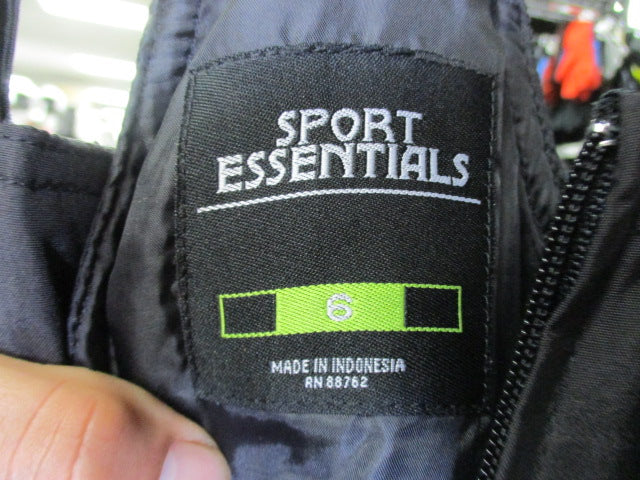 SPORT
ESSENTIALS
6
MADE IN INDONESIA
RN 88762